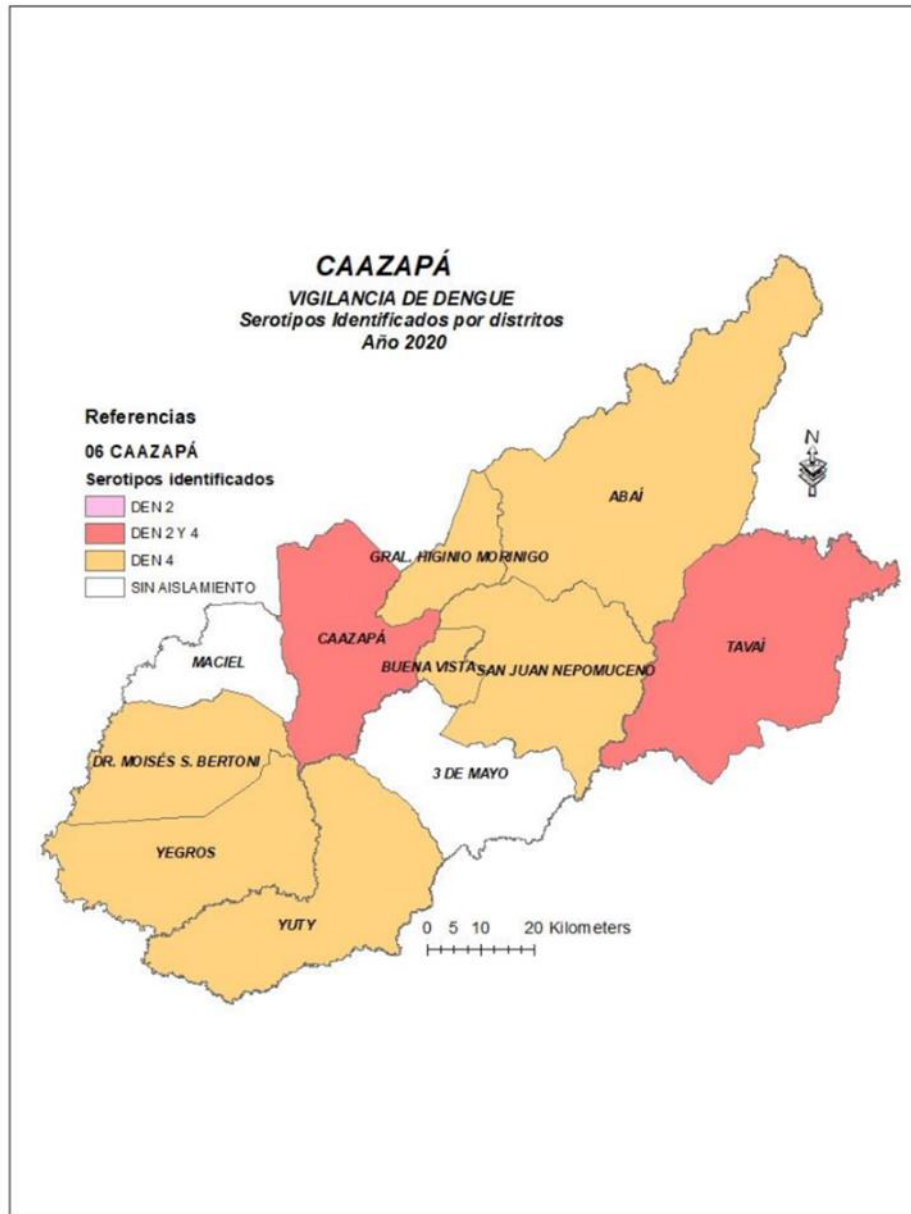 CAAZAPÁ
VIGILANCIA DE DENGUE
Serotipos Identificados por distritos
Año 2020
Referencias
06 CAAZAPÁ
Serotipos identificados
DEN 2
DEN 2 Y 4
DEN 4
SIN AISLAMIENTO
N
ABAÍ
GRAL. HIGINIO MORINIGO
CAAZAPÁ
TAVAÍ
MACIEL
BUENA VISTA
SAN JUAN NEPOMUCENO
DR. MOISÉS S. BERTONI
3 DE MAYO
YEGROS
YUTY
0 5 10 20 Kilometers